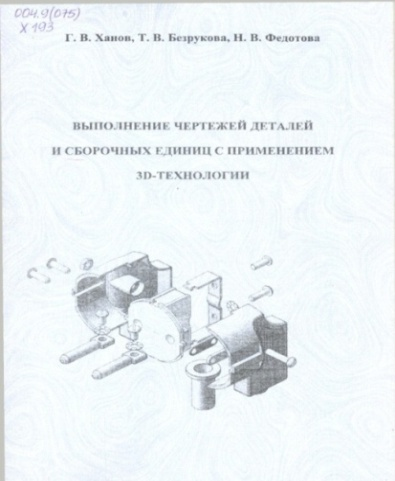 004.9(075)
Х 193
Г. В. Ханов, Т. В. Безрукова, Н. В. Федотова
ВЫПОЛНЕНИЕ ЧЕРТЕЖЕЙ ДЕТАЛЕЙ
И СБОРОЧНЫХ ЕДИНИЦ С ПРИМЕНЕНИЕМ
3D-ТЕХНОЛОГИИ